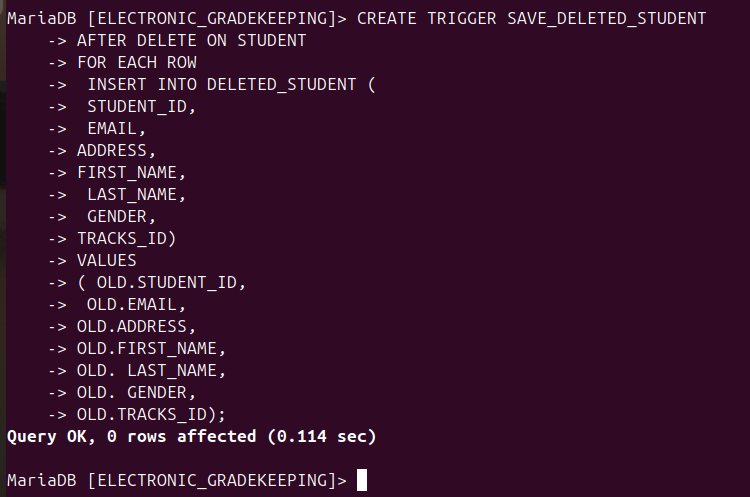 MariaDB [ELECTRONIC_GRADEKEEPING]> CREATE TRIGGER SAVE_DELETED_STUDENT
    -> AFTER DELETE ON STUDENT
    -> FOR EACH ROW
    ->  INSERT INTO DELETED_STUDENT (
    ->  STUDENT_ID,
    ->  EMAIL,
    -> ADDRESS,
    -> FIRST_NAME,
    ->  LAST_NAME,
    ->  GENDER,
    -> TRACKS_ID)
    -> VALUES
    -> ( OLD.STUDENT_ID,
    ->  OLD.EMAIL,
    -> OLD.ADDRESS,
    -> OLD.FIRST_NAME,
    -> OLD. LAST_NAME,
    -> OLD. GENDER,
    -> OLD.TRACKS_ID);
Query OK, 0 rows affected (0.114 sec)
MariaDB [ELECTRONIC_GRADEKEEPING]>